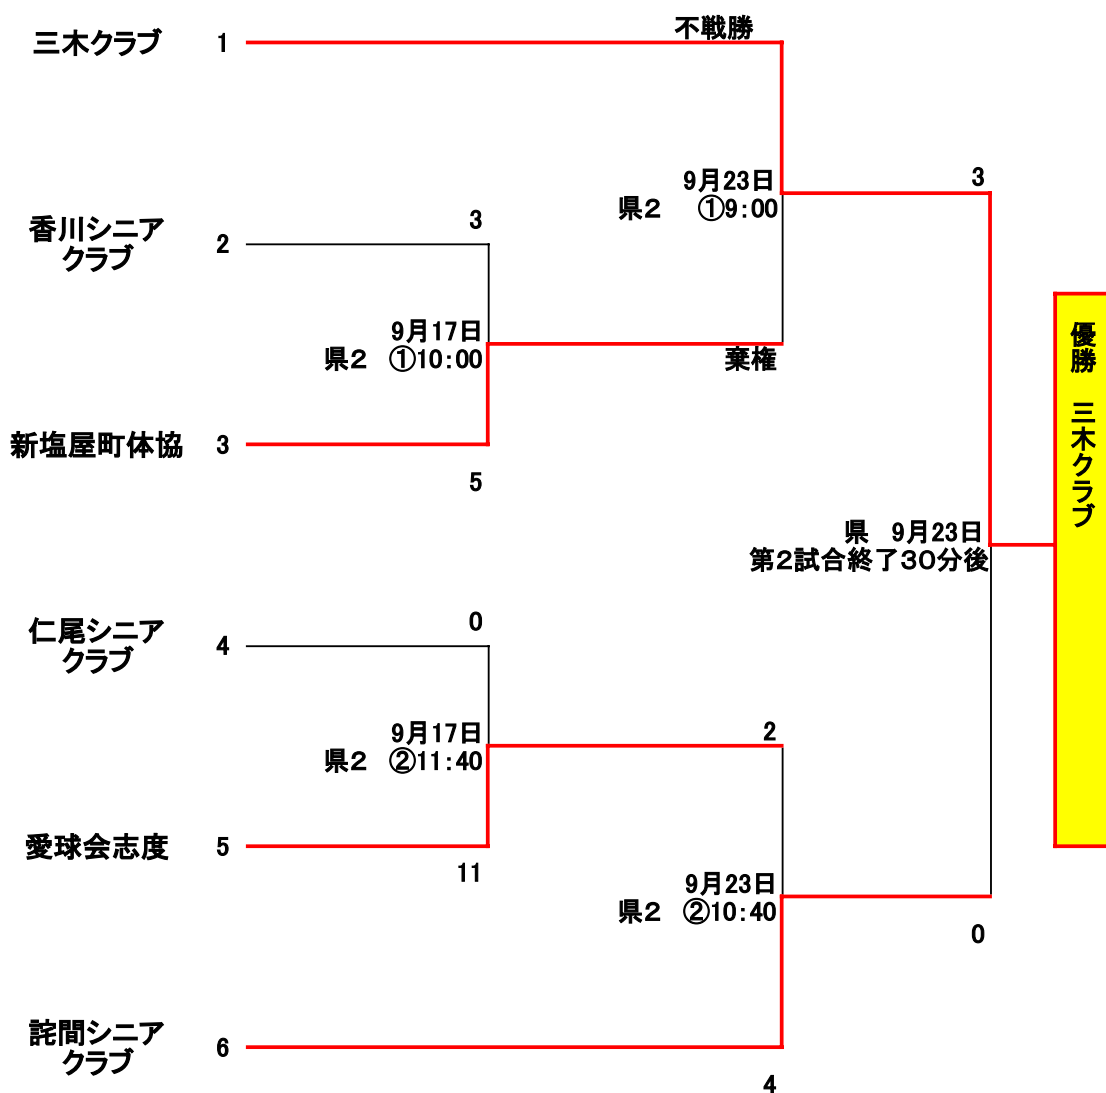 不戦勝
三木クラブ 1
9月23日
3
県2 ①9:00
香川シニア
クラブ
2
3
9月17日
県2 ①10:00
棄権
新塩屋町体協 3
5
優勝 三木クラブ
県 9月23日
第2試合終了30分後
仁尾シニア
クラブ
4
0
9月17日
県2 ②11:40
2
愛球会志度 5
11
9月23日
県2 ②10:40
0
詫間シニア
クラブ
6
4